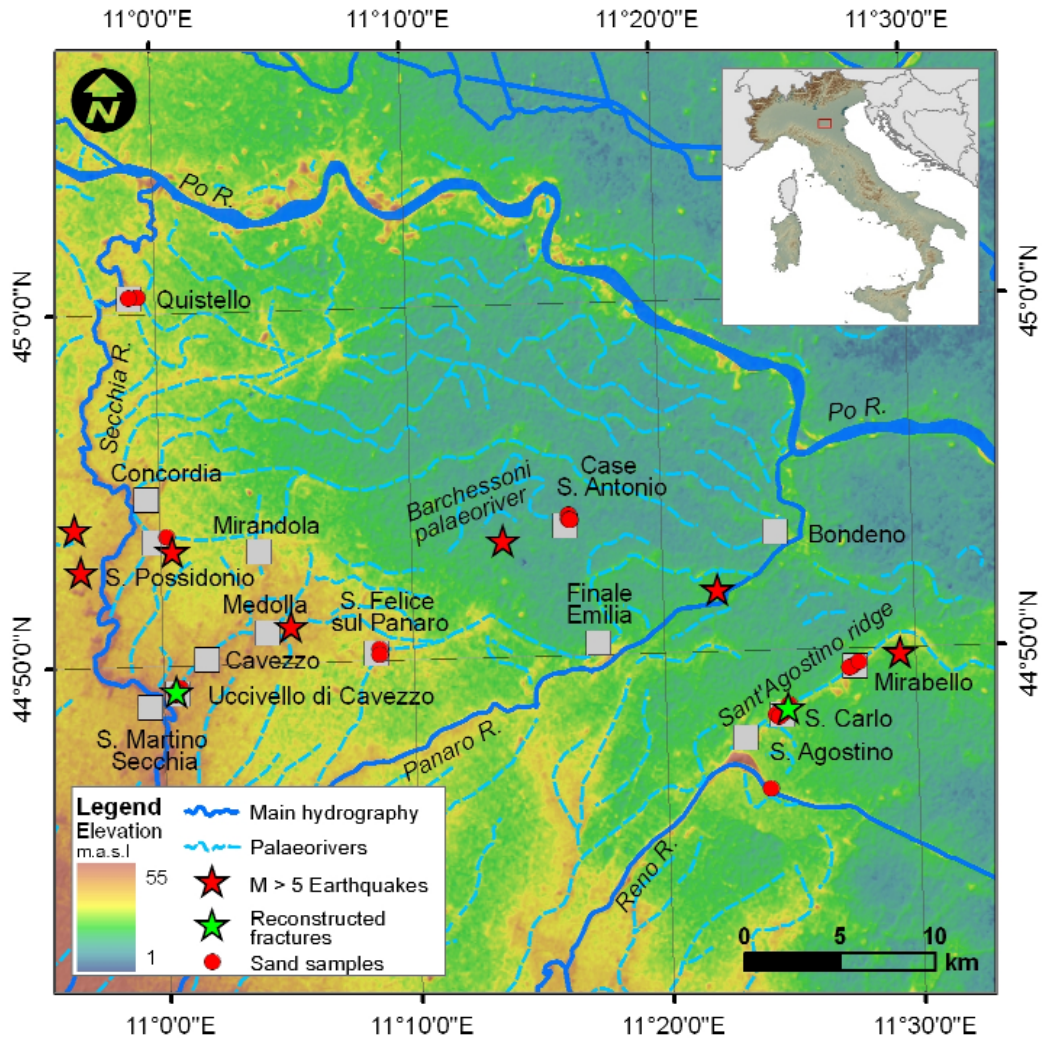 11°0'0"E
11°10'0"E
11°20'0"E
11°30'0"E
N
Po R.
45°0'0"N
45°0'0"N
Quistello
Secchia R.
Po R.
Concordia
Case
S. Antonio
Barchessoni
palaeoriver
Mirandola
Bondeno
S. Possidonio
Medolla
S. Felice
sul Panaro
Finale
Emilia
44°50'0"N
44°50'0"N
Cavezzo
Sant'Agostino ridge
Mirabello
Uccivello di Cavezzo
S. Carlo
S. Martino
Secchia
Panaro R.
S. Agostino
Reno R.
Legend
Elevation
m.a.s.l
55
1
Main hydrography
Palaeorivers
M > 5 Earthquakes
Reconstructed
fractures
Sand samples
0
5
10
km
11°0'0"E
11°10'0"E
11°20'0"E
11°30'0"E